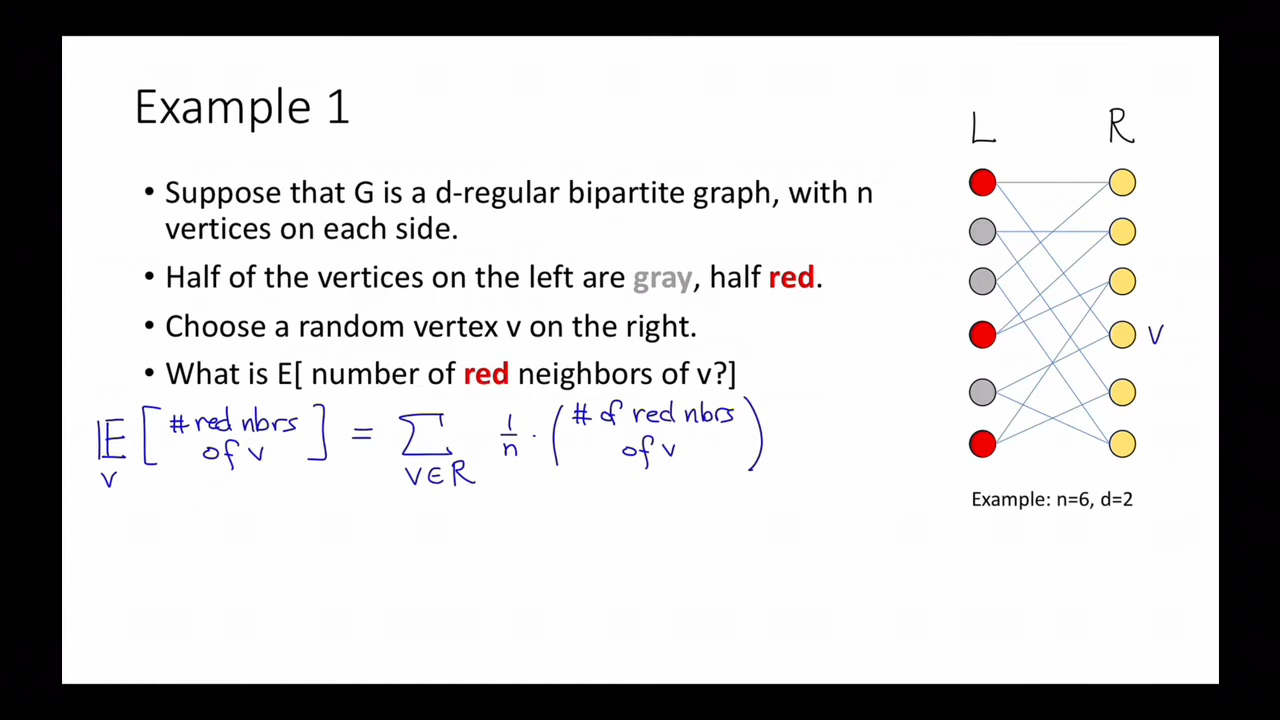 Example 1
L R
• Suppose that G is a d-regular bipartite graph, with n
vertices on each side.
• Half of the vertices on the left are gray, half red.
• Choose a random vertex v on the right.
v
• What is E[ number of red neighbors of v?]
𝔼_v [ # red nbrs of v ] = ∑_{v∈R} 1/n · ( # of red nbrs of v )
Example: n=6, d=2